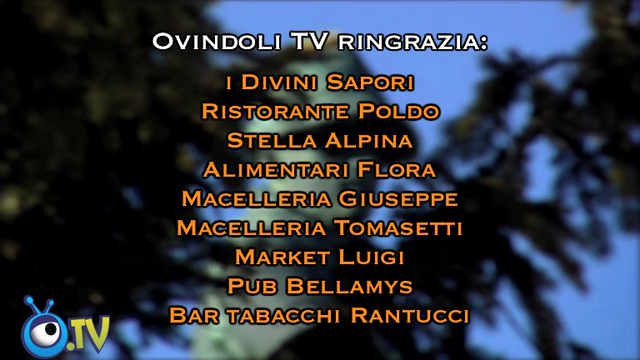 Ovindoli TV ringrazia:
i Divini Sapori
Ristorante Poldo
Stella Alpina
Alimentari Flora
Macelleria Giuseppe
Macelleria Tomasetti
Market Luigi
Pub Bellamys
Bar tabacchi Rantucci
O.TV